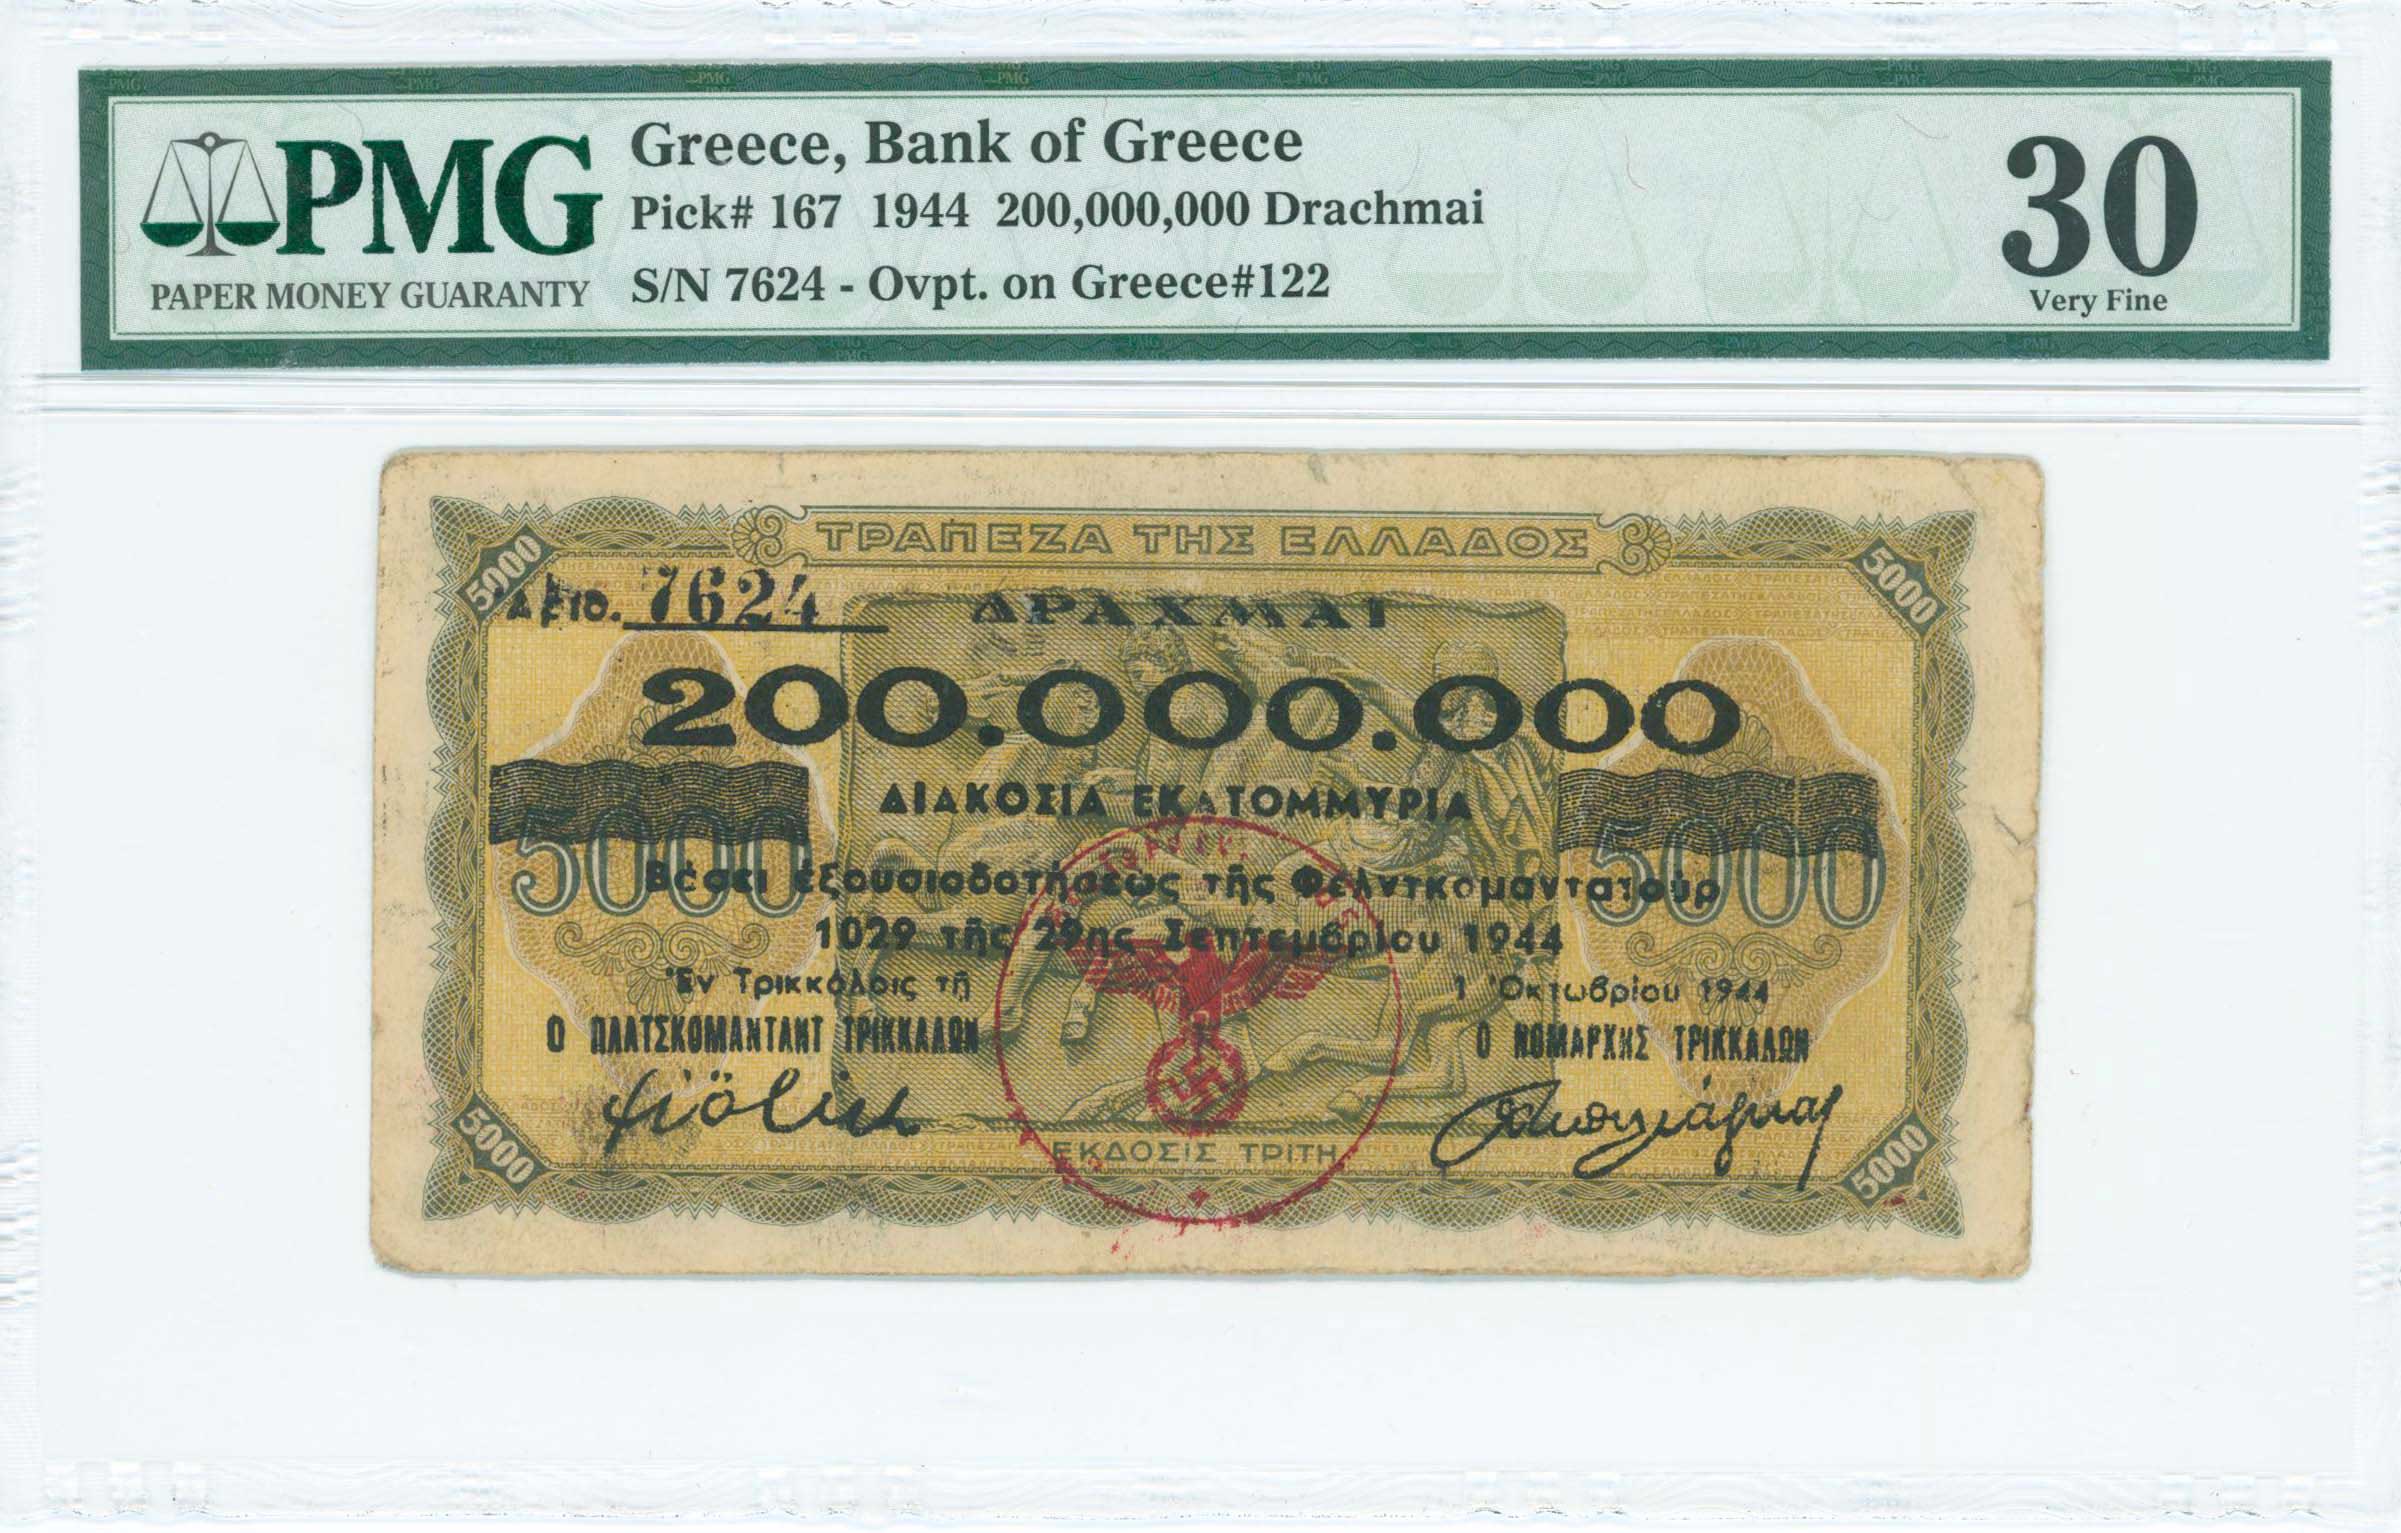 PMG
PAPER MONEY GUARANTY
Greece, Bank of Greece
Pick# 167 1944 200,000,000 Drachmai
S/N 7624 - Ovpt. on Greece#122
30
Very Fine
ΤΡΑΠΕΖΑ ΤΗΣ ΕΛΛΑΔΟΣ
5000
5000
Ἀριθ. 7624
ΔΡΑΧΜΑΙ
200.000.000
ΔΙΑΚΟΣΙΑ ΕΚΑΤΟΜΜΥΡΙΑ
5000
5000
Βάσει ἐξουσιοδοτήσεως τῆς Φελντκομαντατούρ
1029 τῆς 29ης Σεπτεμβρίου 1944
Ἐν Τρικκάλοις τῇ 1 Ὀκτωβρίου 1944
Ο ΠΛΑΤΣΚΟΜΑΝΤΑΝΤ ΤΡΙΚΚΑΛΩΝ
Ο ΝΟΜΑΡΧΗΣ ΤΡΙΚΚΑΛΩΝ
ΕΚΔΟΣΙΣ ΤΡΙΤΗ
5000
5000